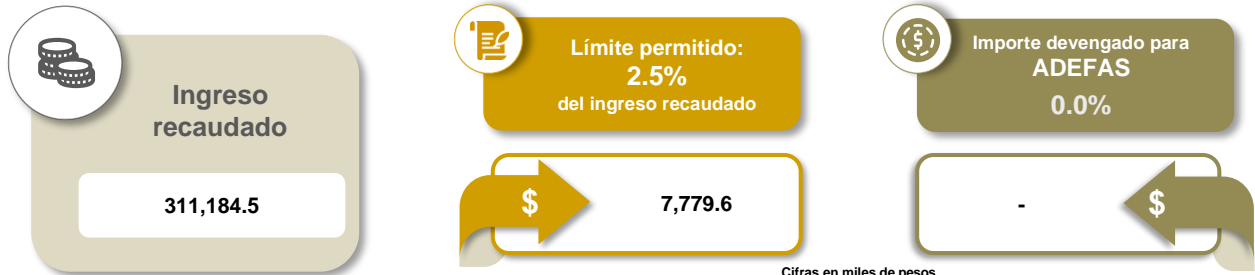 Ingreso
recaudado
311,184.5
Límite permitido:
2.5%
del ingreso recaudado
$
7,779.6
Importe devengado para
ADEFAS
0.0%
-
$
Cifras en miles de pesos